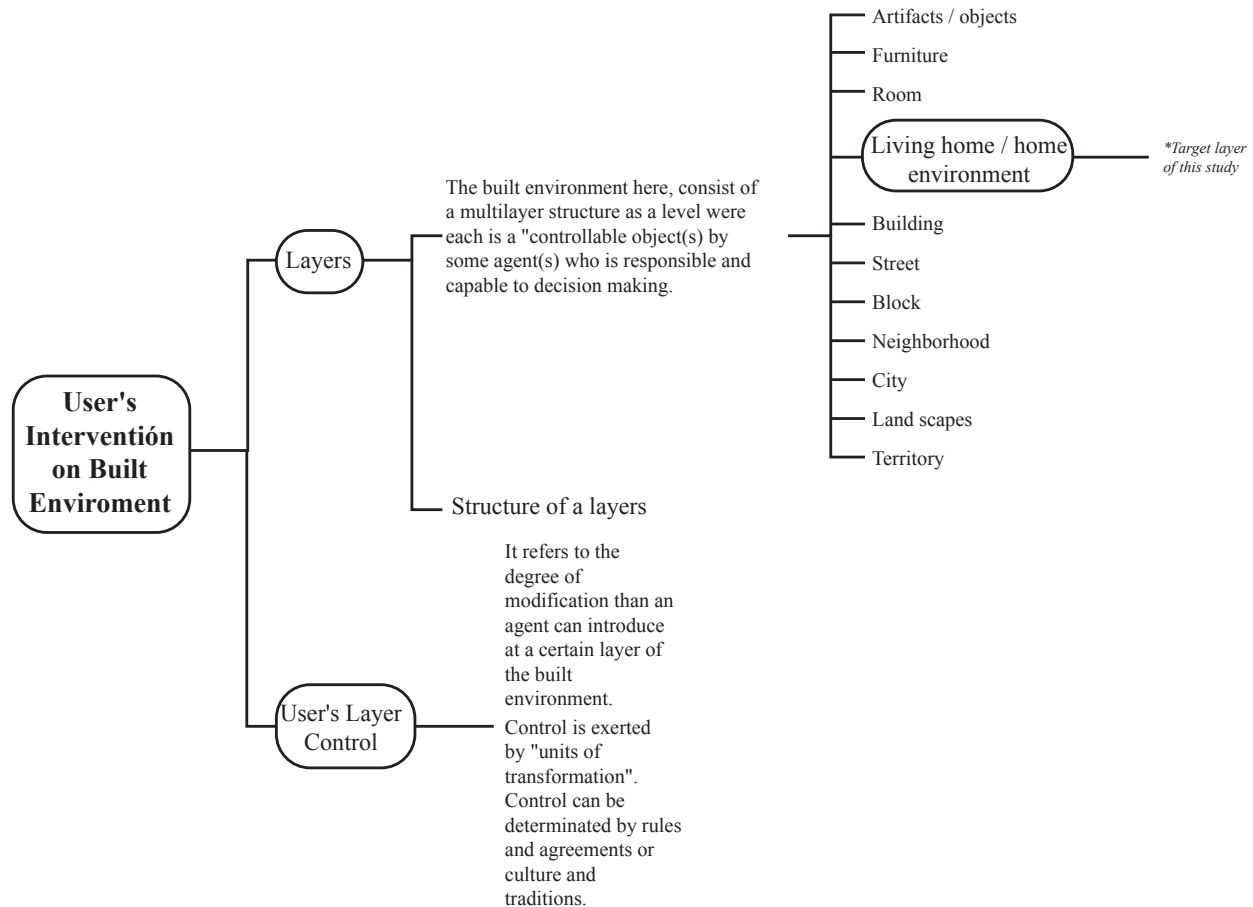 User's
Interventión
on Built
Enviroment
Layers
The built environment here, consist of
a multilayer structure as a level were
each is a "controllable object(s) by
some agent(s) who is responsible and
capable to decision making.
Artifacts / objects
Furniture
Room
Living home / home
environment
*Target layer
of this study
Building
Street
Block
Neighborhood
City
Land scapes
Territory
Structure of a layers
User's Layer
Control
It refers to the
degree of
modification than an
agent can introduce
at a certain layer of
the built
environment.
Control is exerted
by "units of
transformation".
Control can be
determinated by rules
and agreements or
culture and
traditions.